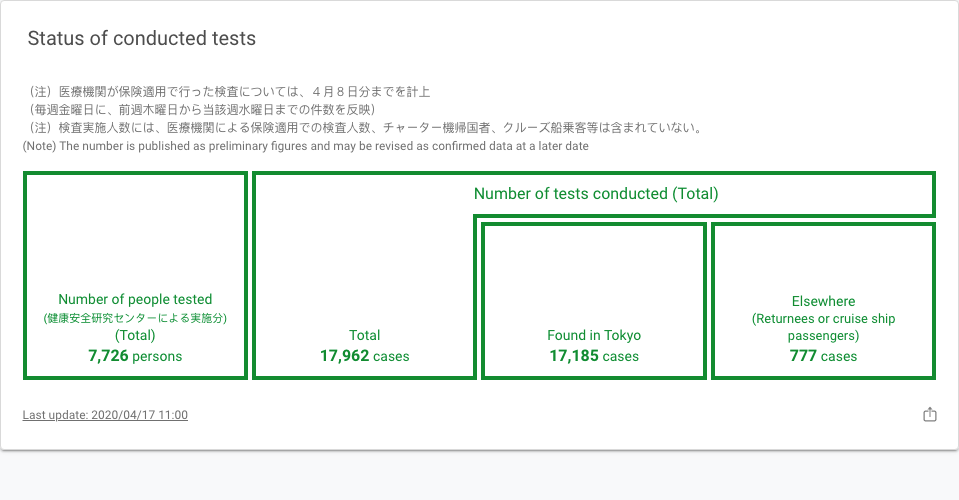 Status of conducted tests
（注）医療機関が保険適用で行った検査については、４月８日分までを計上
（毎週金曜日に、前週木曜日から当該週水曜日までの件数を反映）
（注）検査実施人数には、医療機関による保険適用での検査人数、チャーター機帰国者、クルーズ船乗客等は含まれていない。
(Note) The number is published as preliminary figures and may be revised as confirmed data at a later date
Number of tests conducted (Total)
Number of people tested
(健康安全研究センターによる実施分)
(Total)
7,726 persons
Total
17,962 cases
Found in Tokyo
17,185 cases
Elsewhere
(Returnees or cruise ship
passengers)
777 cases
Last update: 2020/04/17 11:00